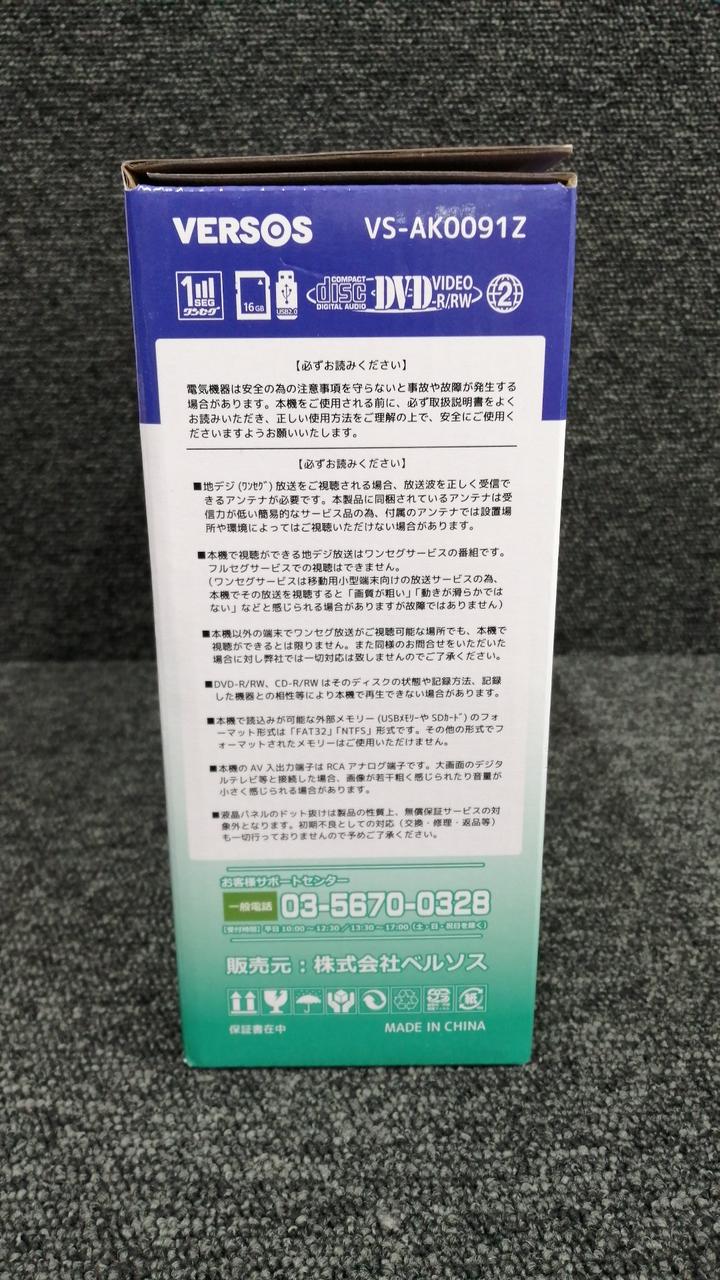 VERSOS VS-AK0091Z
1SEG ワンセグ 16GB USB2.0 COMPACT disc DIGITAL AUDIO DVD VIDEO -R/RW 2
【必ずお読みください】
電気機器は安全の為の注意事項を守らないと事故や故障が発生する
場合があります。本機をご使用される前に、必ず取扱説明書をよく
お読みいただき、正しい使用方法をご理解の上で、安全にご使用く
ださいますようお願いいたします。
【必ずお読みください】
■地デジ(ﾜﾝｾｸﾞ)放送をご視聴される場合、放送波を正しく受信で
きるアンテナが必要です。本製品に同梱されているアンテナは受
信力が低い簡易的なサービス品の為、付属のアンテナでは設置場
所や環境によってはご視聴いただけない場合があります。
■本機で視聴ができる地デジ放送はワンセグサービスの番組です。
フルセグサービスでの視聴はできません。
(ワンセグサービスは移動用小型端末向けの放送サービスの為、
本機でその放送を視聴すると「画質が粗い」「動きが滑らかでは
ない」などと感じられる場合がありますが故障ではありません)
■本機以外の端末でワンセグ放送がご視聴可能な場所でも、本機で
視聴ができるとは限りません。また同様のお問合せをいただいた
場合に対し弊社では一切対応は致しませんのでご了承ください。
■DVD-R/RW、CD-R/RWはそのディスクの状態や記録方法、記録
した機器との相性等により本機で再生できない場合があります。
■本機で読込みが可能な外部メモリー(USBﾒﾓﾘｰや SDｶｰﾄﾞ)のフォ
ーマット形式は「FAT32」「NTFS」形式です。その他の形式でフ
ォーマットされたメモリーはご使用いただけません。
■本機のAV入出力端子はRCAアナログ端子です。大画面のデジタ
ルテレビ等と接続した場合、画像が若干粗く感じられたり音量が
小さく感じられる場合があります。
■液晶パネルのドット抜けは製品の性質上、無償保証サービスの対
象外となります。初期不良としての対応(交換・修理・返品等)
も一切行っておりませんので予めご了承ください。
お客様サポートセンター
一般電話 03-5670-0328
【受付時間】平日10:00～12:30／13:30～17:00(土・日・祝日を除く)
販売元：株式会社ベルソス
紙
保証書在中 MADE IN CHINA